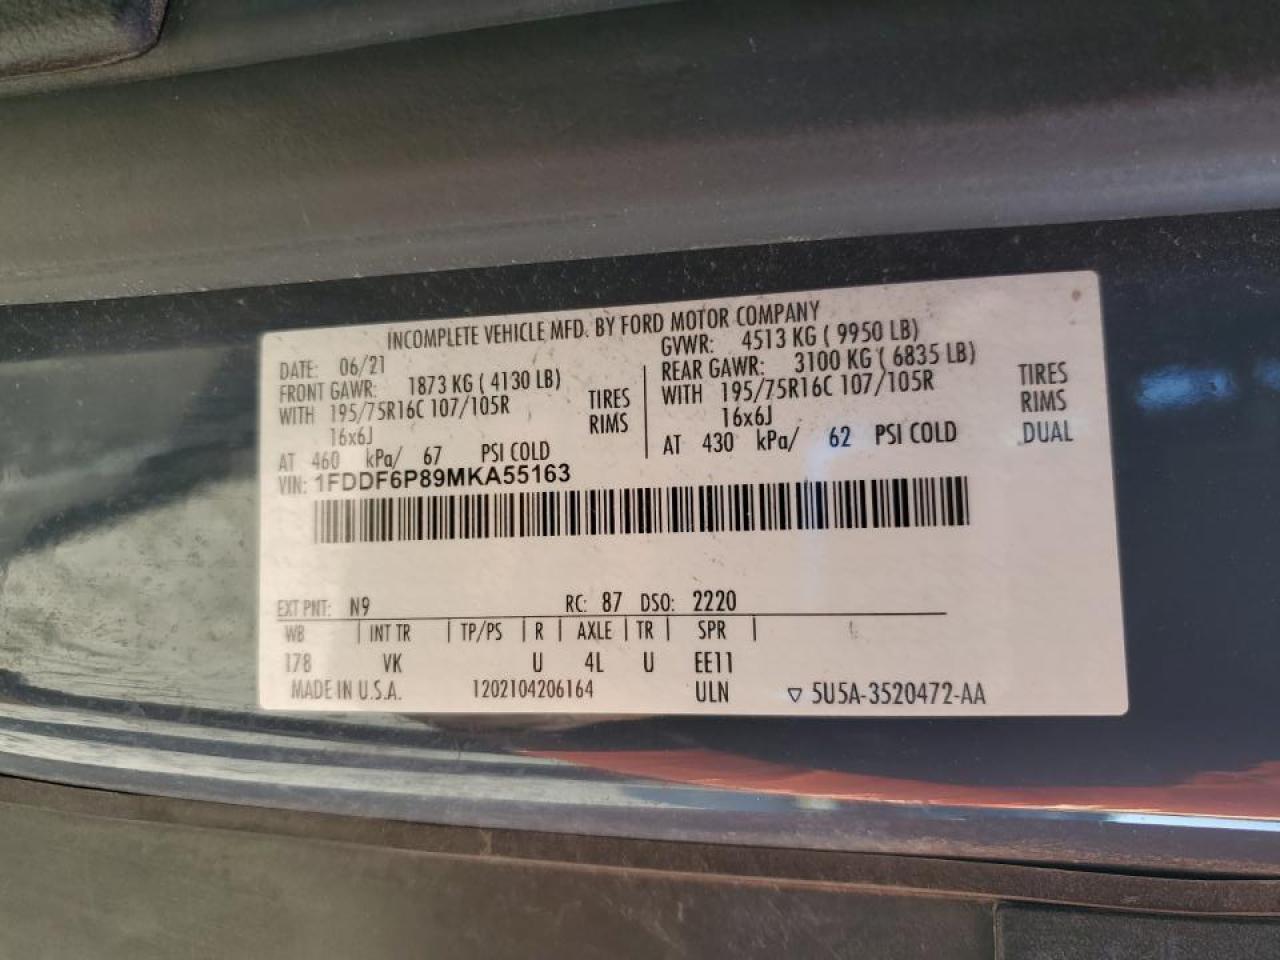 INCOMPLETE VEHICLE MFD. BY FORD MOTOR COMPANY
DATE: 06/21
GVWR: 4513 KG ( 9950 LB)
FRONT GAWR: 1873 KG ( 4130 LB)
REAR GAWR: 3100 KG ( 6835 LB)
WITH 195/75R16C 107/105R TIRES
WITH 195/75R16C 107/105R TIRES
16x6J RIMS
16x6J RIMS
AT 460 kPa/ 67 PSI COLD
AT 430 kPa/ 62 PSI COLD DUAL
VIN: 1FDDF6P89MKA55163
EXT PNT: N9 RC: 87 DSO: 2220
WB | INT TR | TP/PS | R | AXLE | TR | SPR |
178 VK U 4L U EE11
MADE IN U.S.A. 1202104206164 ULN ▽ 5U5A-3520472-AA